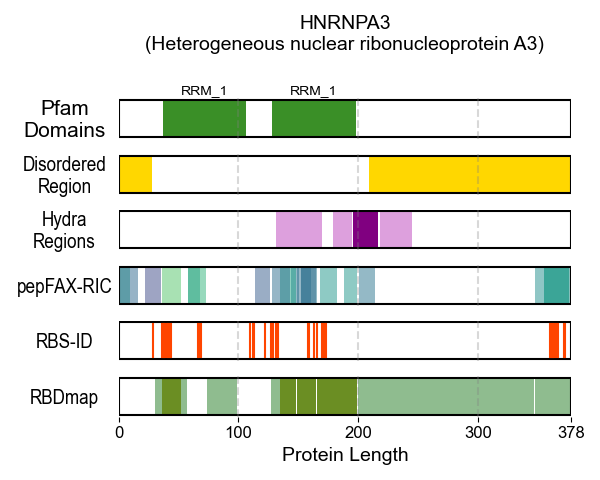 HNRNPA3
(Heterogeneous nuclear ribonucleoprotein A3)
RRM_1 RRM_1
Pfam
Domains
Disordered
Region
Hydra
Regions
pepFAX-RIC
RBS-ID
RBDmap
0 100 200 300 378
Protein Length